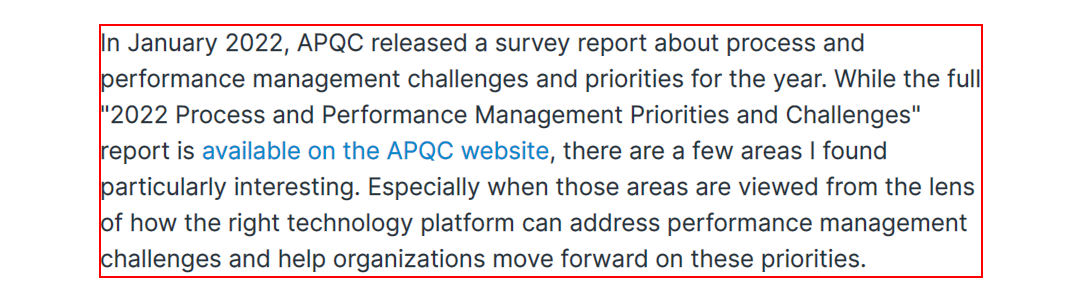 In January 2022, APQC released a survey report about process and
performance management challenges and priorities for the year. While the full
"2022 Process and Performance Management Priorities and Challenges"
report is available on the APQC website, there are a few areas I found
particularly interesting. Especially when those areas are viewed from the lens
of how the right technology platform can address performance management
challenges and help organizations move forward on these priorities.